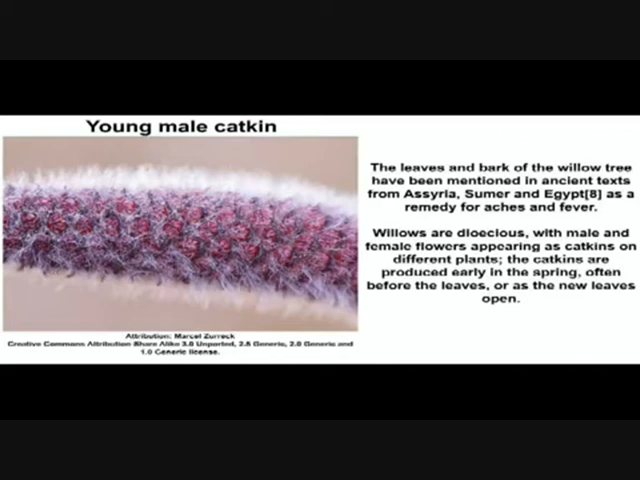 Young male catkin
The leaves and bark of the willow tree
have been mentioned in ancient texts
from Assyria, Sumer and Egypt[8] as a
remedy for aches and fever.
Willows are dioecious, with male and
female flowers appearing as catkins on
different plants; the catkins are
produced early in the spring, often
before the leaves, or as the new leaves
open.
Attribution: Marcel Zurreck
Creative Commons Attribution Share Alike 3.0 Unported, 2.5 Generic, 2.0 Generic and
1.0 Generic license.